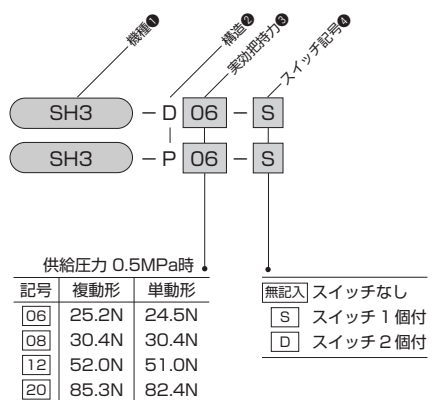 機種❶
構造❷
実効把持力❸
スイッチ記号❹
SH3 － D 06 － S
SH3 － P 06 － S
供給圧力 0.5MPa時
記号 複動形 単動形
06 25.2N 24.5N
08 30.4N 30.4N
12 52.0N 51.0N
20 85.3N 82.4N
無記入 スイッチなし
S スイッチ1個付
D スイッチ2個付